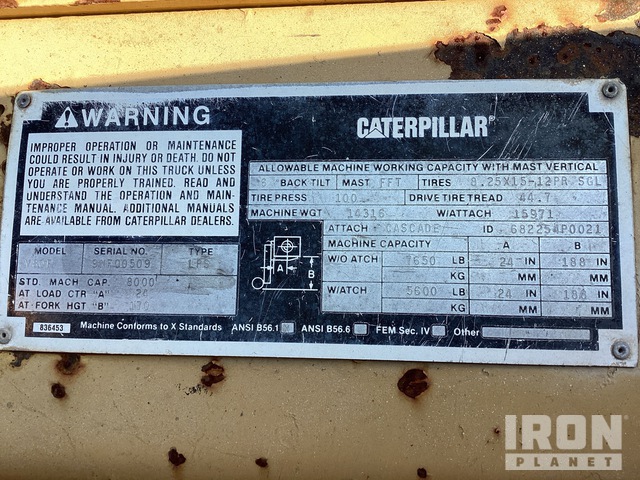 WARNING
IMPROPER OPERATION OR MAINTENANCE
COULD RESULT IN INJURY OR DEATH. DO NOT
OPERATE OR WORK ON THIS TRUCK UNLESS
YOU ARE PROPERLY TRAINED. READ AND
UNDERSTAND THE OPERATION AND MAIN-
TENANCE MANUAL. ADDITIONAL MANUALS
ARE AVAILABLE FROM CATERPILLAR DEALERS.
MODEL SERIAL NO. TYPE
LPS
STD. MACH CAP. 8000
AT LOAD CTR "A" 24
AT FORK HGT "B" 170
CATERPILLAR®
ALLOWABLE MACHINE WORKING CAPACITY WITH MAST VERTICAL
6 BACK TILT MAST FFT TIRES 8.25X15-12PR SGL
TIRE PRESS 100 DRIVE TIRE TREAD 44.7
MACHINE WGT 14316 W/ATTACH 15971
ATTACH CASCADE ID 682254P0021
MACHINE CAPACITY A B
W/O ATCH 7650 LB 24 IN 188 IN
KG MM MM
W/ATCH 5600 LB 24 IN 188 IN
KG MM MM
A
B
836453 Machine Conforms to X Standards ANSI B56.1 ANSI B56.6 FEM Sec. IV Other
IRON
PLANET